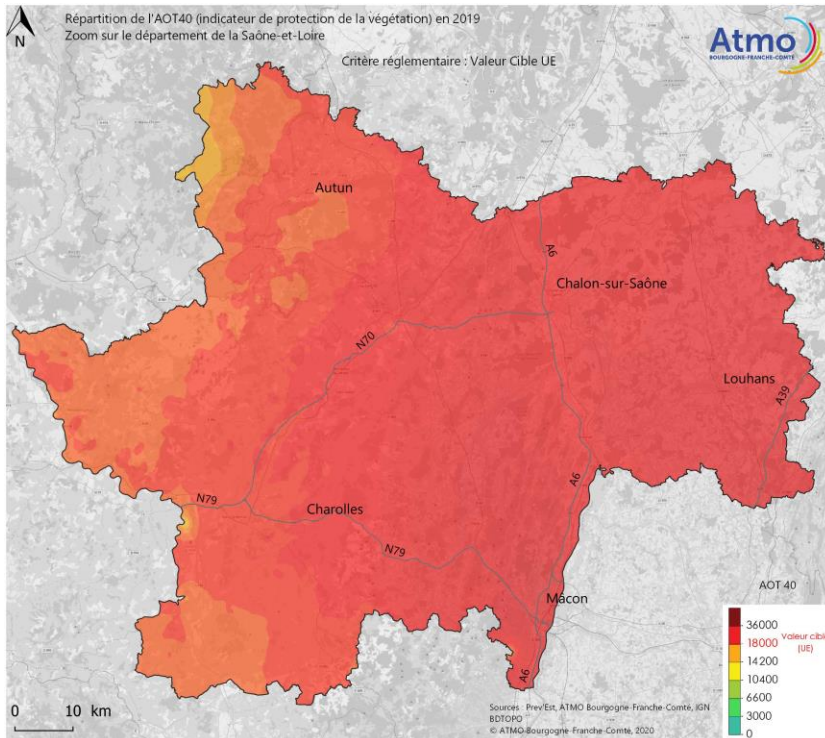 Répartition de l'AOT40 (indicateur de protection de la végétation) en 2019
Zoom sur le département de la Saône-et-Loire
N
Critère réglementaire : Valeur Cible UE
Atmo
BOURGOGNE-FRANCHE-COMTÉ
Autun
A6
Chalon-sur-Saône
N70
Louhans
A39
A6
N79
Charolles
N79
Mâcon
A6
AOT 40
36000
18000 Valeur cible
(UE)
14200
10400
6600
3000
0
0 10 km
Sources : Prev'Est, ATMO Bourgogne-Franche-Comté, IGN
BDTOPO
© ATMO Bourgogne-Franche-Comté, 2020